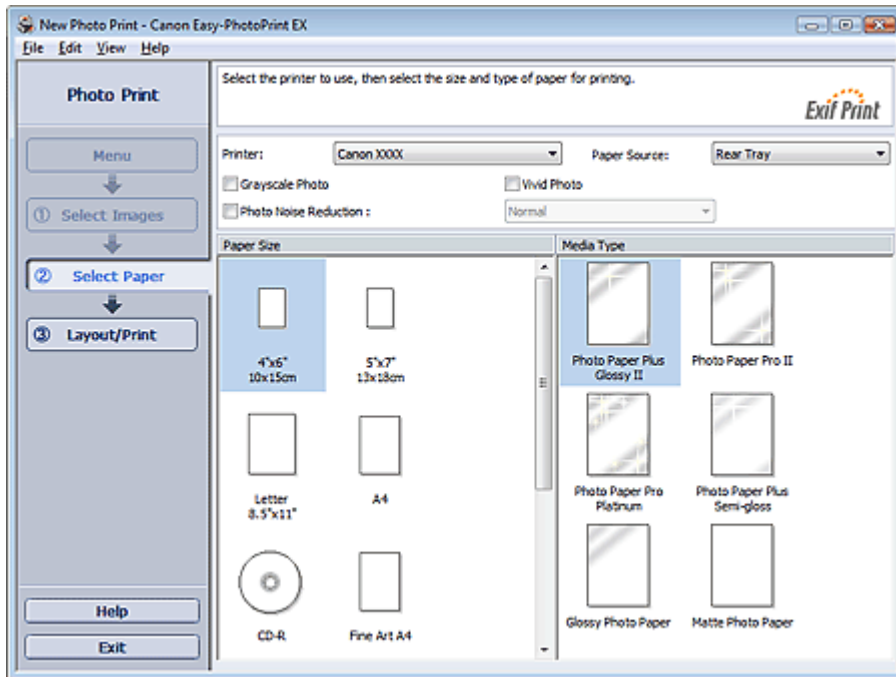 New Photo Print - Canon Easy-PhotoPrint EX
File Edit View Help
Photo Print
Menu
① Select Images
② Select Paper
③ Layout/Print
Help
Exit
Select the printer to use, then select the size and type of paper for printing.
Exif Print
Printer: Canon XXXX Paper Source: Rear Tray
Grayscale Photo Vivid Photo
Photo Noise Reduction : Normal
Paper Size
4"x6"
10x15cm
5"x7"
13x18cm
Letter
8.5"x11"
A4
CD-R
Fine Art A4
Media Type
Photo Paper Plus
Glossy II
Photo Paper Pro II
Photo Paper Pro
Platinum
Photo Paper Plus
Semi-gloss
Glossy Photo Paper
Matte Photo Paper